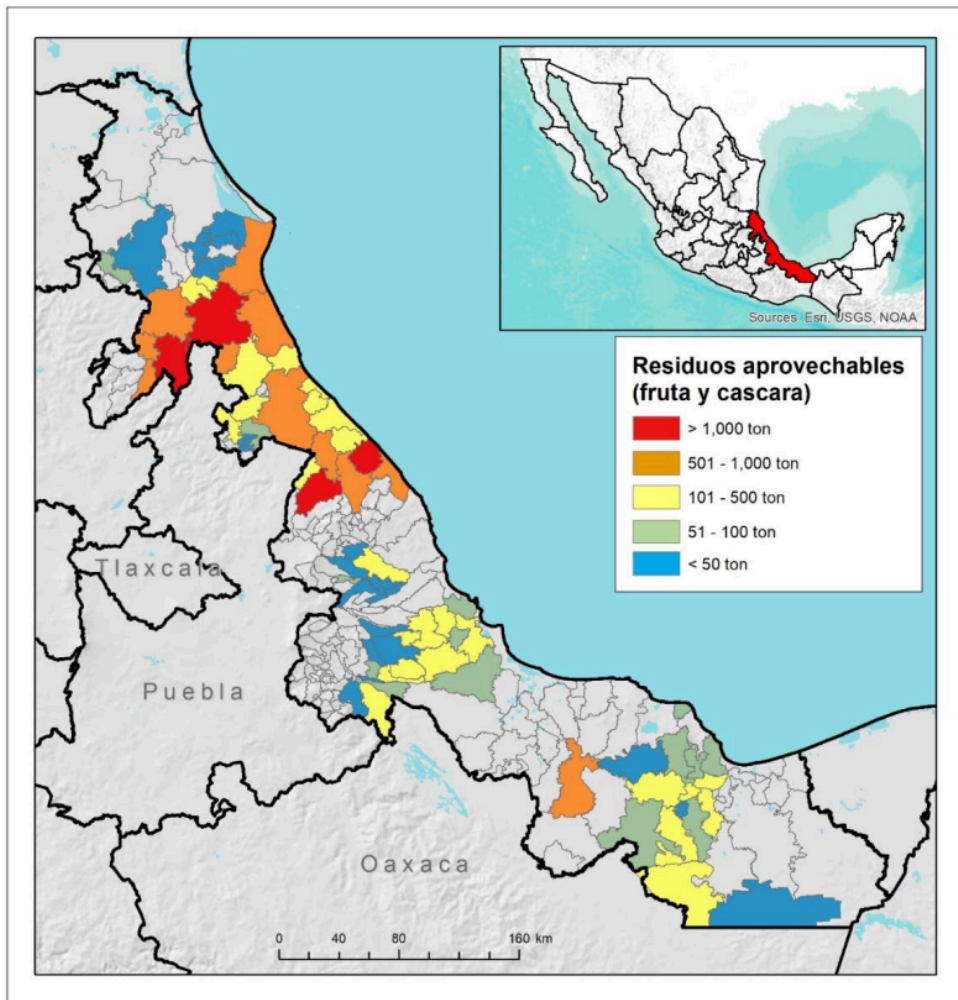 Sources: Esri, USGS, NOAA
Residuos aprovechables
(fruta y cascara)
> 1,000 ton
501 - 1,000 ton
101 - 500 ton
51 - 100 ton
< 50 ton
Tlaxcala
Puebla
Oaxaca
0 40 80 160 km